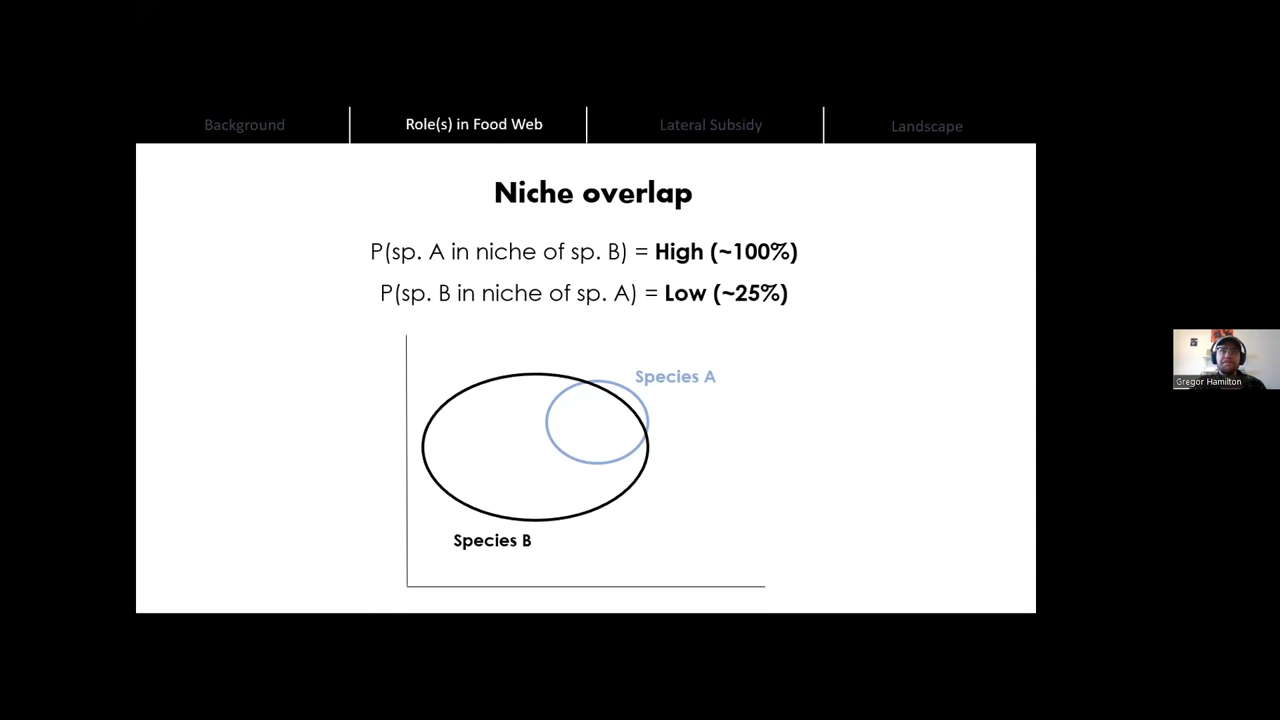 Background
Role(s) in Food Web
Lateral Subsidy
Landscape
Niche overlap
P(sp. A in niche of sp. B) = High (~100%)
P(sp. B in niche of sp. A) = Low (~25%)
Species A
Species B
Gregor Hamilton